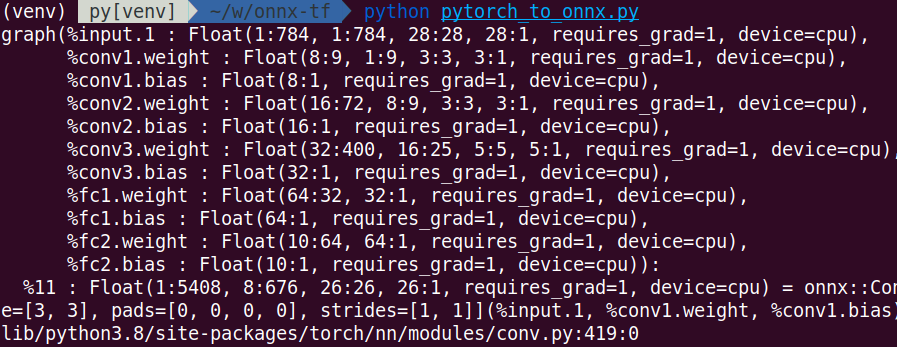 (venv) py[venv] ~/w/onnx-tf python pytorch_to_onnx.py
graph(%input.1 : Float(1:784, 1:784, 28:28, 28:1, requires_grad=1, device=cpu),
%conv1.weight : Float(8:9, 1:9, 3:3, 3:1, requires_grad=1, device=cpu),
%conv1.bias : Float(8:1, requires_grad=1, device=cpu),
%conv2.weight : Float(16:72, 8:9, 3:3, 3:1, requires_grad=1, device=cpu),
%conv2.bias : Float(16:1, requires_grad=1, device=cpu),
%conv3.weight : Float(32:400, 16:25, 5:5, 5:1, requires_grad=1, device=cpu),
%conv3.bias : Float(32:1, requires_grad=1, device=cpu),
%fc1.weight : Float(64:32, 32:1, requires_grad=1, device=cpu),
%fc1.bias : Float(64:1, requires_grad=1, device=cpu),
%fc2.weight : Float(10:64, 64:1, requires_grad=1, device=cpu),
%fc2.bias : Float(10:1, requires_grad=1, device=cpu)):
%11 : Float(1:5408, 8:676, 26:26, 26:1, requires_grad=1, device=cpu) = onnx::Con
e=[3, 3], pads=[0, 0, 0, 0], strides=[1, 1]](%input.1, %conv1.weight, %conv1.bias)
lib/python3.8/site-packages/torch/nn/modules/conv.py:419:0